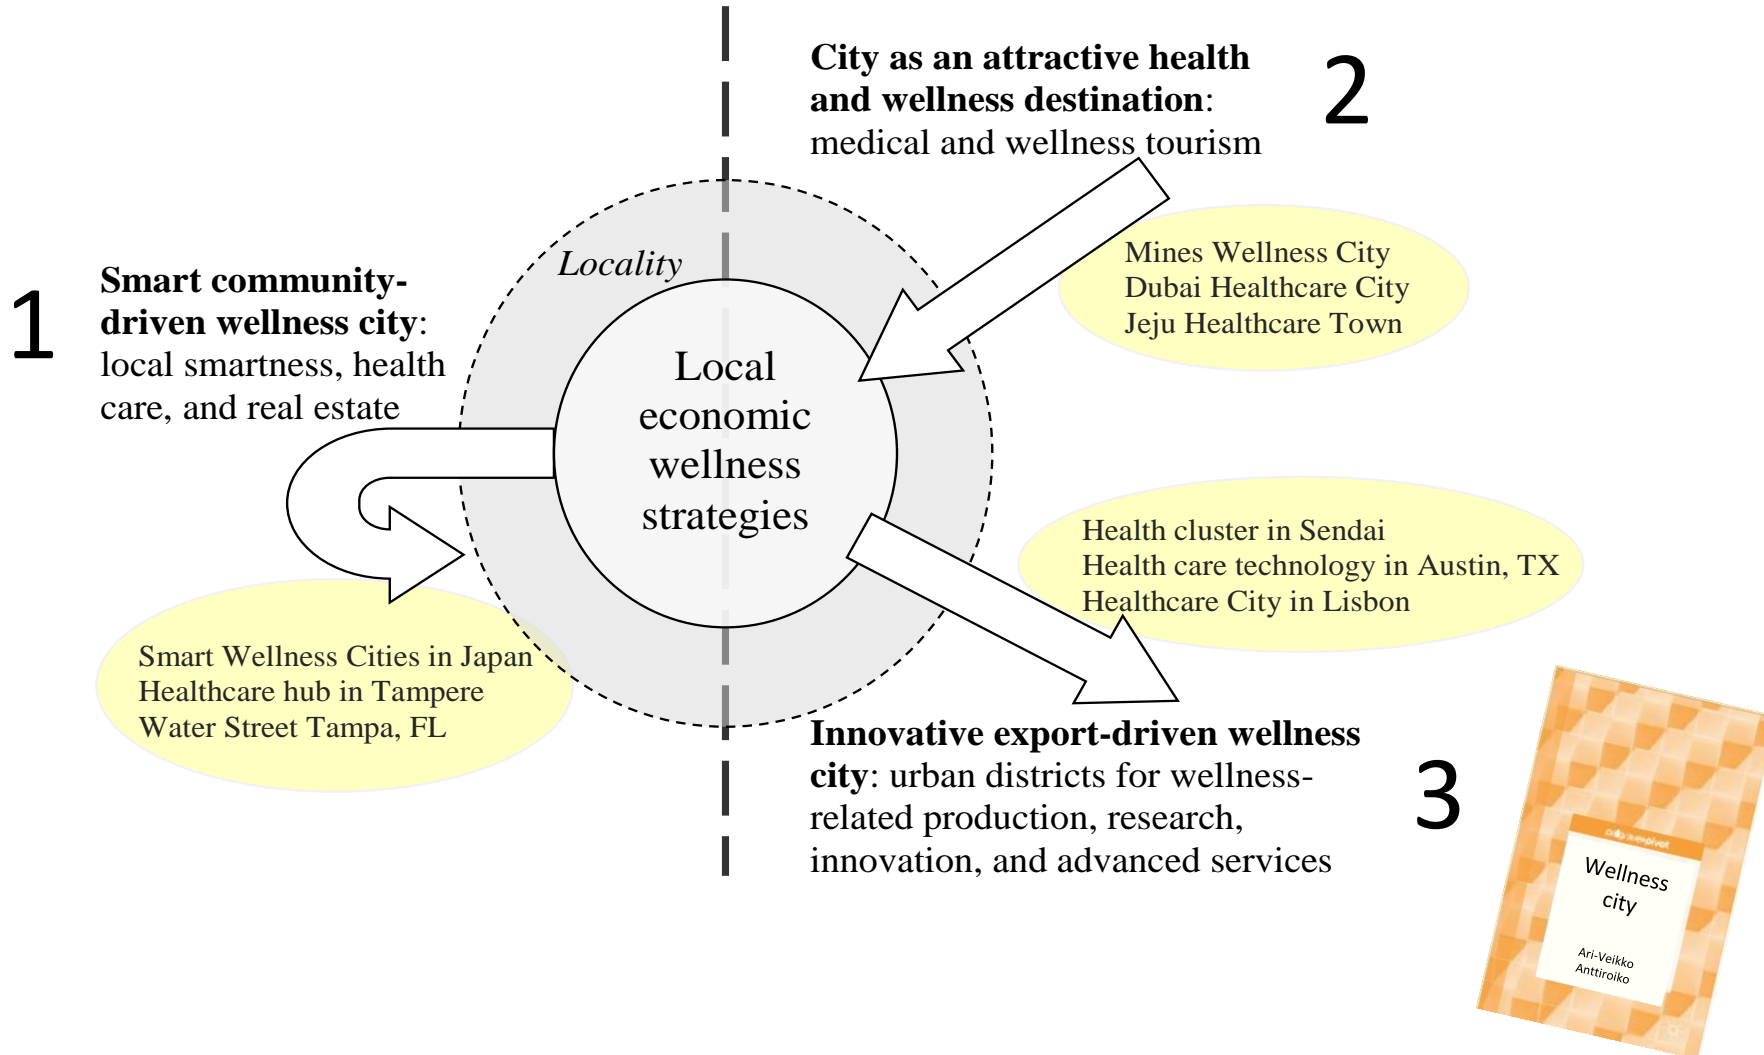 1
Smart community-
driven wellness city:
local smartness, health
care, and real estate
City as an attractive health
and wellness destination:
medical and wellness tourism
2
Locality
Mines Wellness City
Dubai Healthcare City
Jeju Healthcare Town
Local
economic
wellness
strategies
Health cluster in Sendai
Health care technology in Austin, TX
Healthcare City in Lisbon
Smart Wellness Cities in Japan
Healthcare hub in Tampere
Water Street Tampa, FL
Innovative export-driven wellness
city: urban districts for wellness-
related production, research,
innovation, and advanced services
3
Wellness
city
Ari-Veikko
Anttiroiko